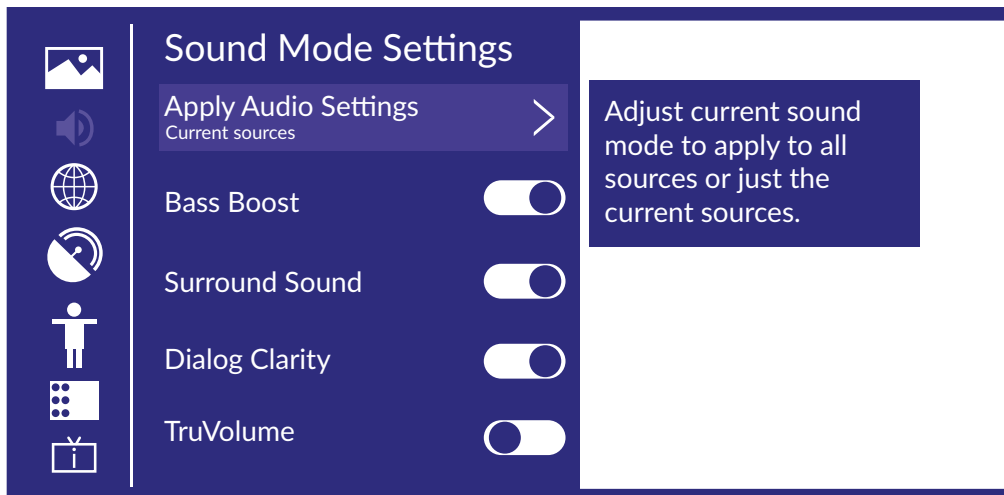 Sound Mode Settings
Apply Audio Settings
Current sources
Bass Boost
Surround Sound
Dialog Clarity
TruVolume
Adjust current sound
mode to apply to all
sources or just the
current sources.
i